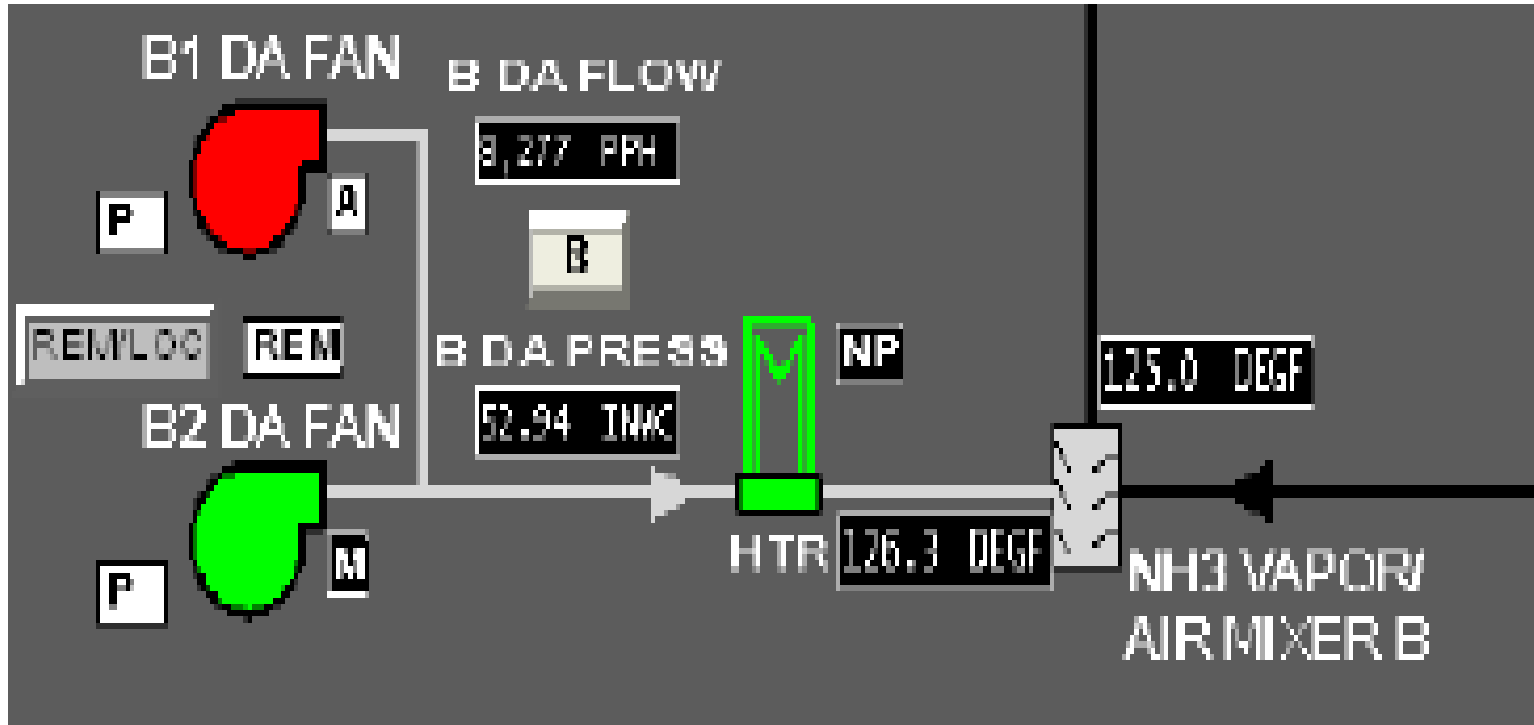 B1 DA FAN
B DA FLOW
8,277 PPH
P
A
B
REM/LOC
REM
B DA PRESS
NP
125.0 DEGF
B2 DA FAN
52.94 INWC
P
M
HTR
126.3 DEGF
NH3 VAPOR/
AIR MIXER B